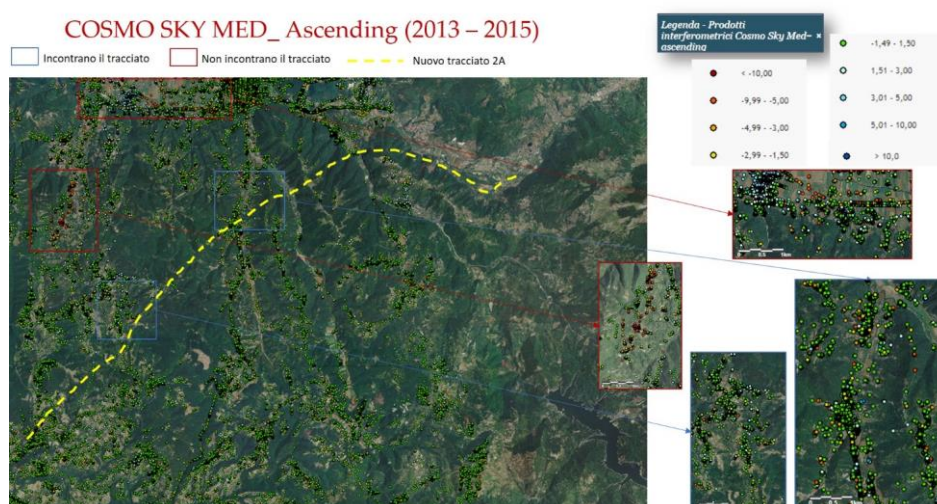 COSMO SKY MED_ Ascending (2013 – 2015)
Incontrano il tracciato
Non incontrano il tracciato
Nuovo tracciato 2A
Legenda - Prodotti
interferometrici Cosmo Sky Med–
ascending
×
< -10,00
-9,99 - -5,00
-4,99 - -3,00
-2,99 - -1,50
-1,49 - 1,50
1,51 - 3,00
3,01 - 5,00
5,01 - 10,00
> 10,0